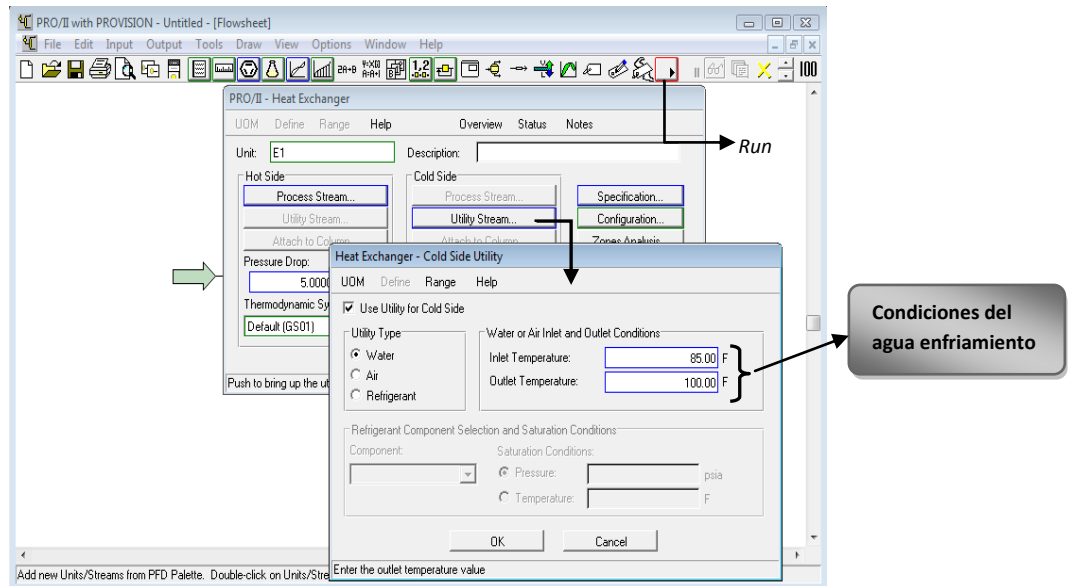 PRO/II with PROVISION - Untitled - [Flowsheet]
File Edit Input Output Tools Draw View Options Window Help
100
PRO/II - Heat Exchanger
UOM Define Range Help Overview Status Notes
Run
Unit: E1 Description:
Hot Side Cold Side
Process Stream... Process Stream... Specification...
Utility Stream... Utility Stream... Configuration...
Attach to Column Attach to Column Zones Analysis
Pressure Drop:
5.0000
Thermodynamic Sy
Default (GS01)
Push to bring up the ut
Heat Exchanger - Cold Side Utility
UOM Define Range Help
Use Utility for Cold Side
Utility Type
Water
Air
Refrigerant
Water or Air Inlet and Outlet Conditions
Inlet Temperature: 85.00 F
Outlet Temperature: 100.00 F
Condiciones del
agua enfriamiento
Refrigerant Component Selection and Saturation Conditions
Component: Saturation Conditions:
Pressure: psia
Temperature: F
OK Cancel
Enter the outlet temperature value
Add new Units/Streams from PFD Palette. Double-click on Units/Stre